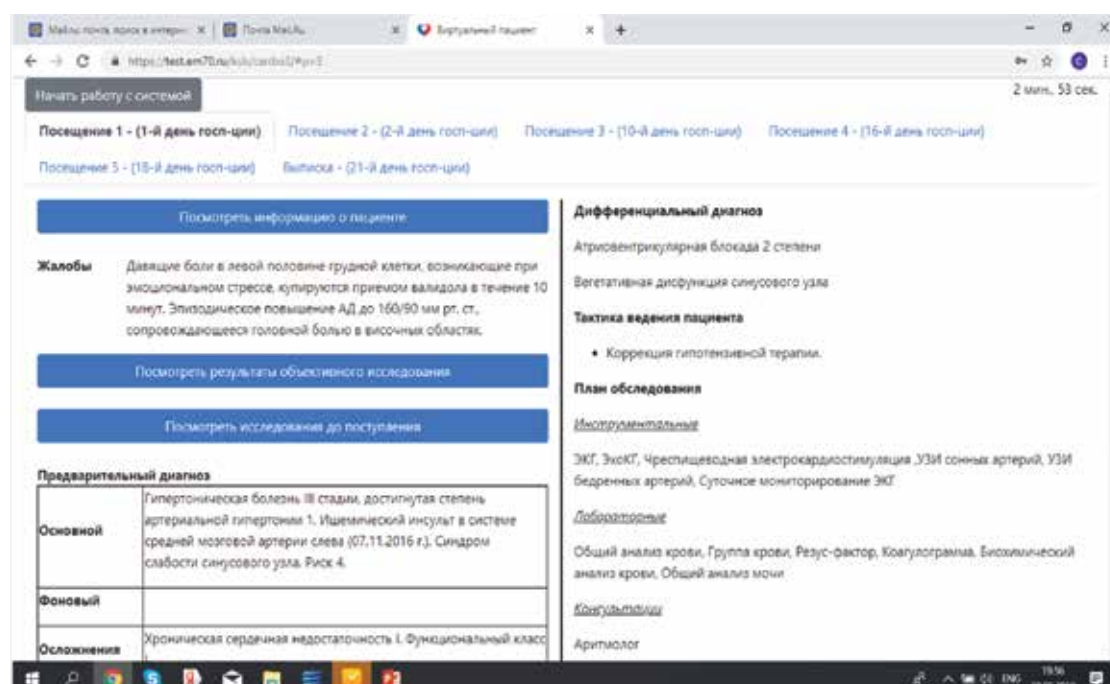 Виртуальный пациент
Начать работу с системой
2 мин., 53 сек.
Посещение 1 - (1-й день госп-ции)
Посещение 2 - (2-й день госп-ции)
Посещение 3 - (10-й день госп-ции)
Посещение 4 - (16-й день госп-ции)
Посещение 5 - (18-й день госп-ции)
Выписка - (21-й день госп-ции)
Посмотреть информацию о пациенте
Жалобы
Давящие боли в левой половине грудной клетки, возникающие при
эмоциональном стрессе, купируются приемом валидола в течение 10
минут. Эпизодическое повышение АД до 160/90 мм рт. ст.,
сопровождающееся головной болью в височных областях.
Посмотреть результаты объективного исследования
Посмотреть исследования до поступления
Предварительный диагноз
Основной
Гипертоническая болезнь III стадии, достигнутая степень
артериальной гипертонии 1. Ишемический инсульт в системе
средней мозговой артерии слева (07.11.2016 г.). Синдром
слабости синусового узла. Риск 4.
Фоновый
Осложнения
Хроническая сердечная недостаточность I. Функциональный класс
Дифференциальный диагноз
Атриовентрикулярная блокада 2 степени
Вегетативная дисфункция синусового узла
Тактика ведения пациента
• Коррекция гипотензивной терапии.
План обследования
Инструментальные
ЭКГ, ЭхоКГ, Чреспищеводная электрокардиостимуляция ,УЗИ сонных артерий, УЗИ
бедренных артерий, Суточное мониторирование ЭКГ
Лабораторные
Общий анализ крови, Группа крови, Резус-фактор, Коагулограмма, Биохимический
анализ крови, Общий анализ мочи
Консультации
Аритмолог
ENG
19:56